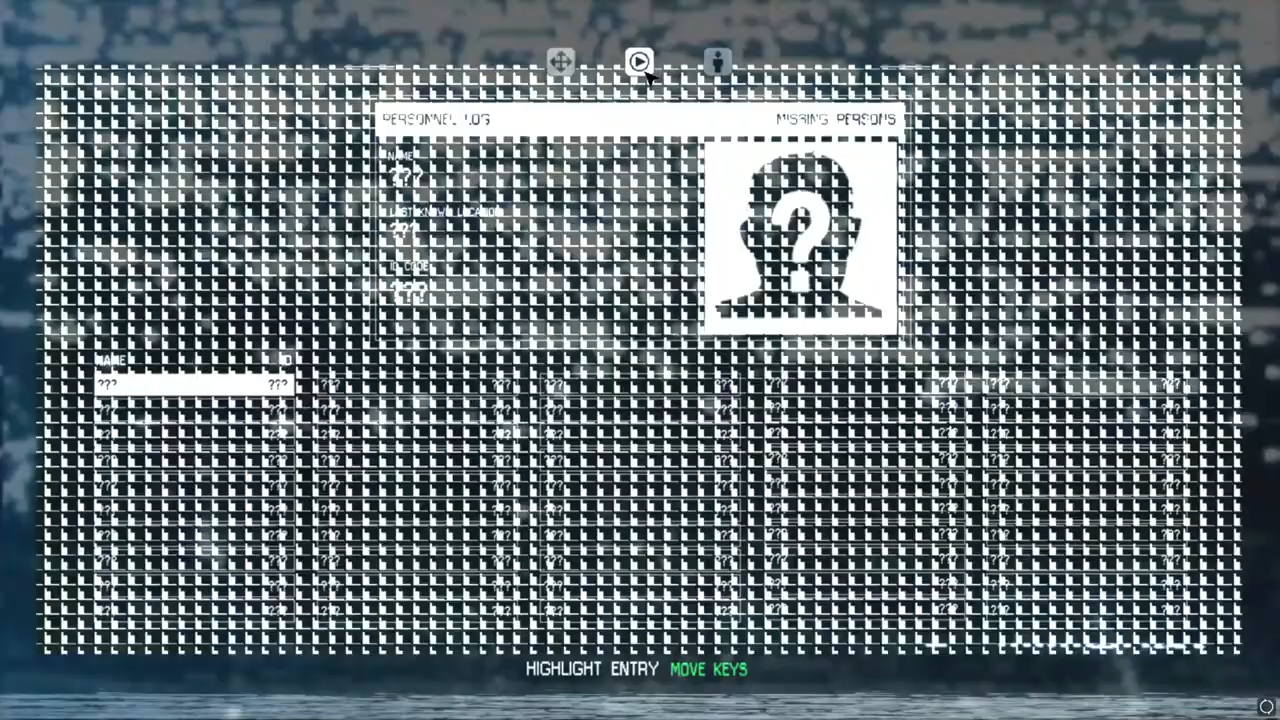 PERSONNEL LOG
MISSING PERSONS
NAME
???
LAST KNOWN LOCATION
???
ID CODE
???
NAME ID
??? ??? ??? ??? ??? ??? ??? ??? ??? ???
??? ??? ??? ??? ??? ??? ??? ??? ??? ???
??? ??? ??? ??? ??? ??? ??? ??? ??? ???
??? ??? ??? ??? ??? ??? ??? ??? ??? ???
??? ??? ??? ??? ??? ??? ??? ??? ??? ???
??? ??? ??? ??? ??? ??? ??? ??? ??? ???
??? ??? ??? ??? ??? ??? ??? ??? ??? ???
??? ??? ??? ??? ??? ??? ??? ??? ??? ???
??? ??? ??? ??? ??? ??? ??? ??? ??? ???
??? ??? ??? ??? ??? ??? ??? ??? ??? ???
HIGHLIGHT ENTRY MOVE KEYS